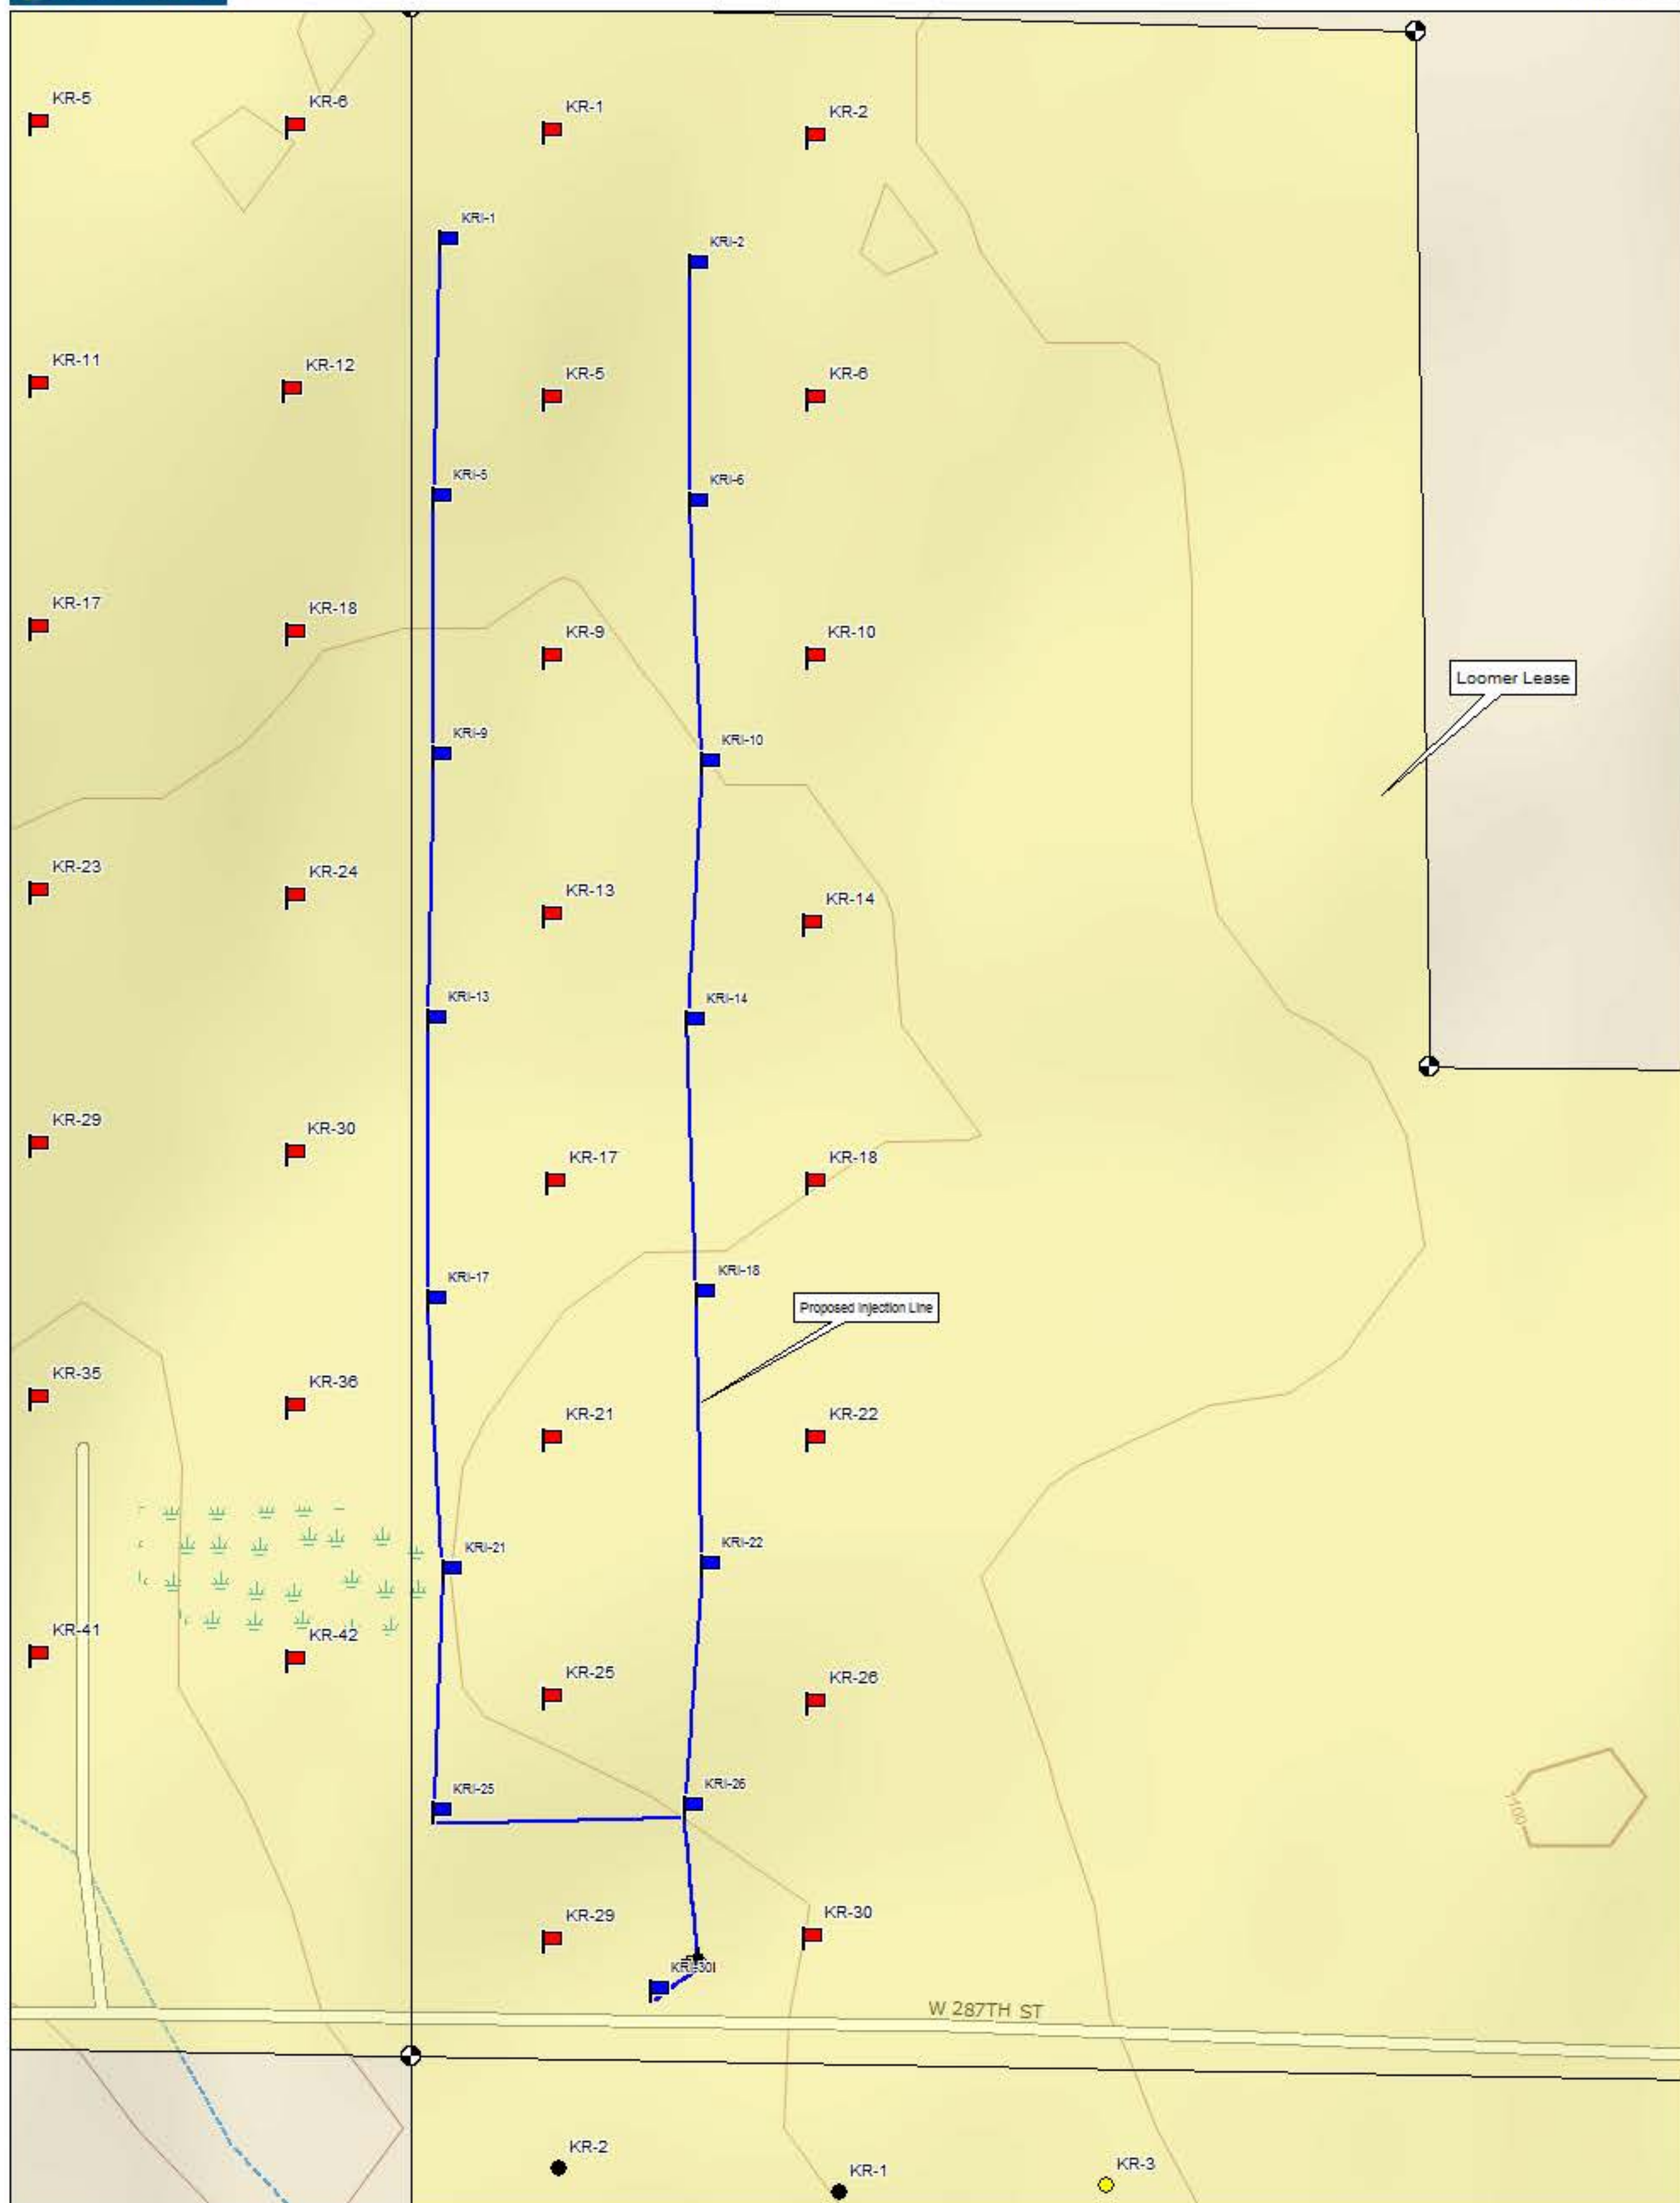 KR-5
KR-6
KR-1
KR-2
KRI-1
KRI-2
KR-11
KR-12
KR-5
KR-6
KRI-5
KRI-6
KR-17
KR-18
KR-9
KR-10
Loomer Lease
KRI-9
KRI-10
KR-23
KR-24
KR-13
KR-14
KRI-13
KRI-14
KR-29
KR-30
KR-17
KR-18
KRI-17
KRI-18
Proposed Injection Line
KR-35
KR-36
KR-21
KR-22
KRI-21
KRI-22
KR-41
KR-42
KR-25
KR-26
KRI-25
KRI-26
1100
KR-29
KR-30
W 287TH ST
KR-2
KR-1
KR-3